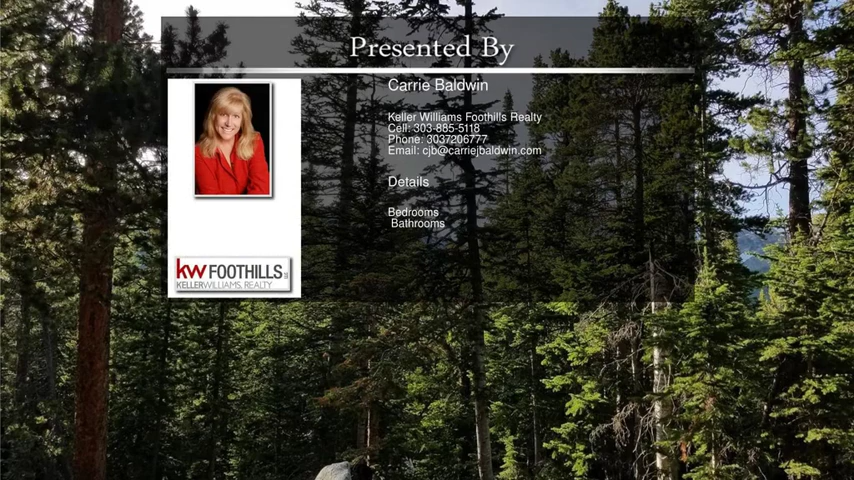 Presented By
Carrie Baldwin
Keller Williams Foothills Realty
Cell: 303-885-5118
Phone: 3037206777
Email: cjb@carriejbaldwin.com
Details
Bedrooms
Bathrooms
kw FOOTHILLS
KELLERWILLIAMS. REALTY